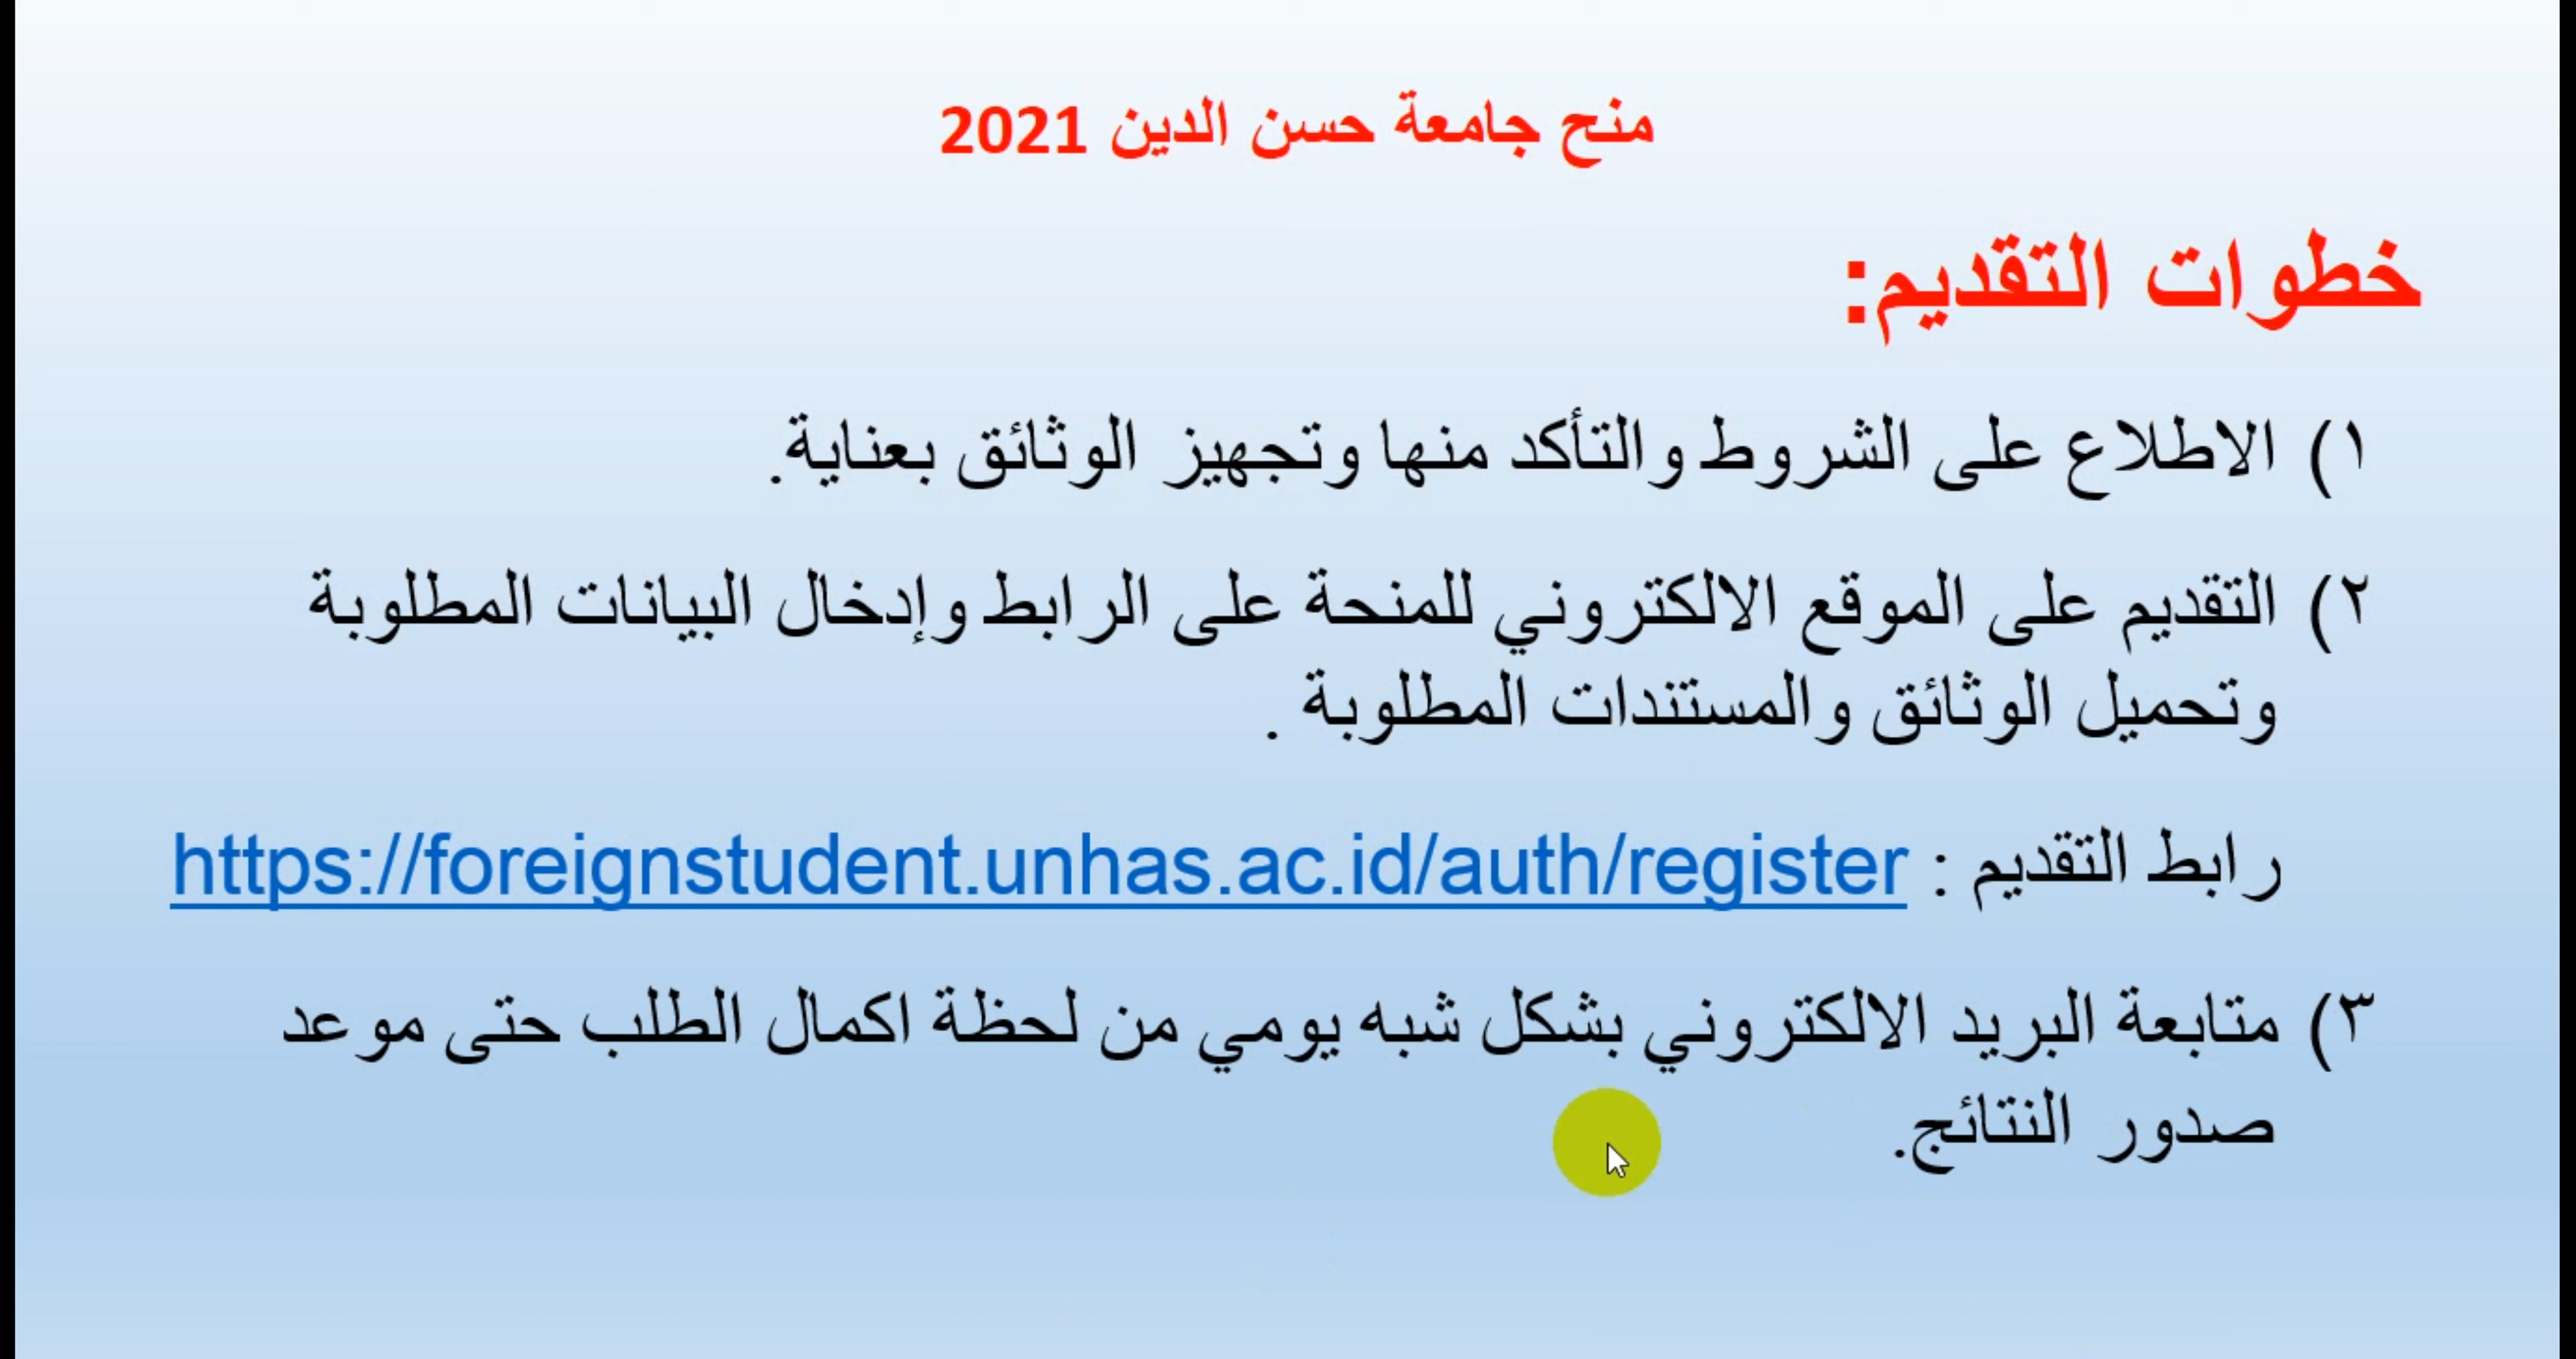 منح جامعة حسن الدين 2021
خطوات التقديم:
١) الاطلاع على الشروط والتأكد منها وتجهيز الوثائق بعناية.
٢) التقديم على الموقع الالكتروني للمنحة على الرابط وإدخال البيانات المطلوبة
وتحميل الوثائق والمستندات المطلوبة .
رابط التقديم : https://foreignstudent.unhas.ac.id/auth/register
٣) متابعة البريد الالكتروني بشكل شبه يومي من لحظة اكمال الطلب حتى موعد
صدور النتائج.